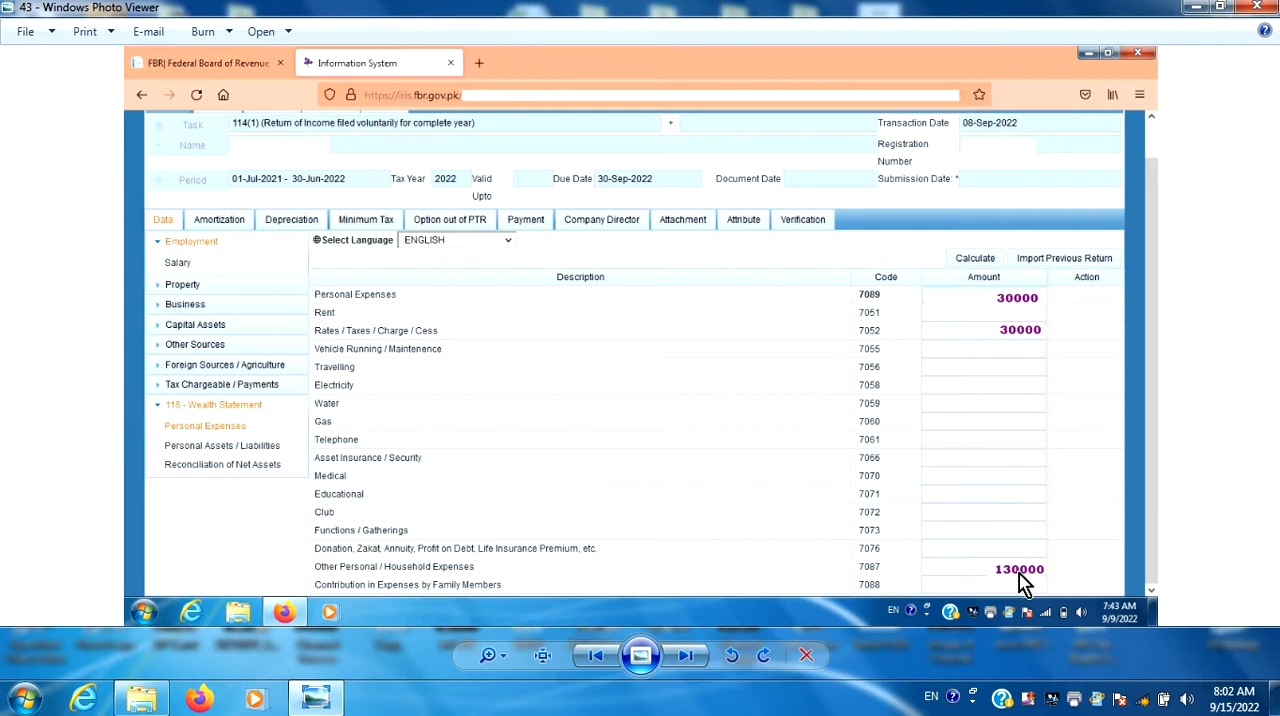 43 - Windows Photo Viewer
File Print E-mail Burn Open
FBR| Federal Board of Revenue Information System
https://iris.fbr.gov.pk/
Task 114(1) (Return of Income filed voluntarily for complete year) + Transaction Date 08-Sep-2022
Name Registration Number
Period 01-Jul-2021 - 30-Jun-2022 Tax Year 2022 Valid Upto Due Date 30-Sep-2022 Document Date Submission Date: *
Data Amortization Depreciation Minimum Tax Option out of PTR Payment Company Director Attachment Attribute Verification
Employment
Salary
Property
Business
Capital Assets
Other Sources
Foreign Sources / Agriculture
Tax Chargeable / Payments
116 - Wealth Statement
Personal Expenses
Personal Assets / Liabilities
Reconciliation of Net Assets
Select Language ENGLISH
Calculate Import Previous Return
Description Code Amount Action
Personal Expenses 7089 30000
Rent 7051
Rates / Taxes / Charge / Cess 7052 30000
Vehicle Running / Maintenence 7055
Travelling 7056
Electricity 7058
Water 7059
Gas 7060
Telephone 7061
Asset Insurance / Security 7066
Medical 7070
Educational 7071
Club 7072
Functions / Gatherings 7073
Donation, Zakat, Annuity, Profit on Debt, Life Insurance Premium, etc. 7076
Other Personal / Household Expenses 7087 130000
Contribution in Expenses by Family Members 7088
EN 7:43 AM
9/9/2022
EN 8:02 AM
9/15/2022